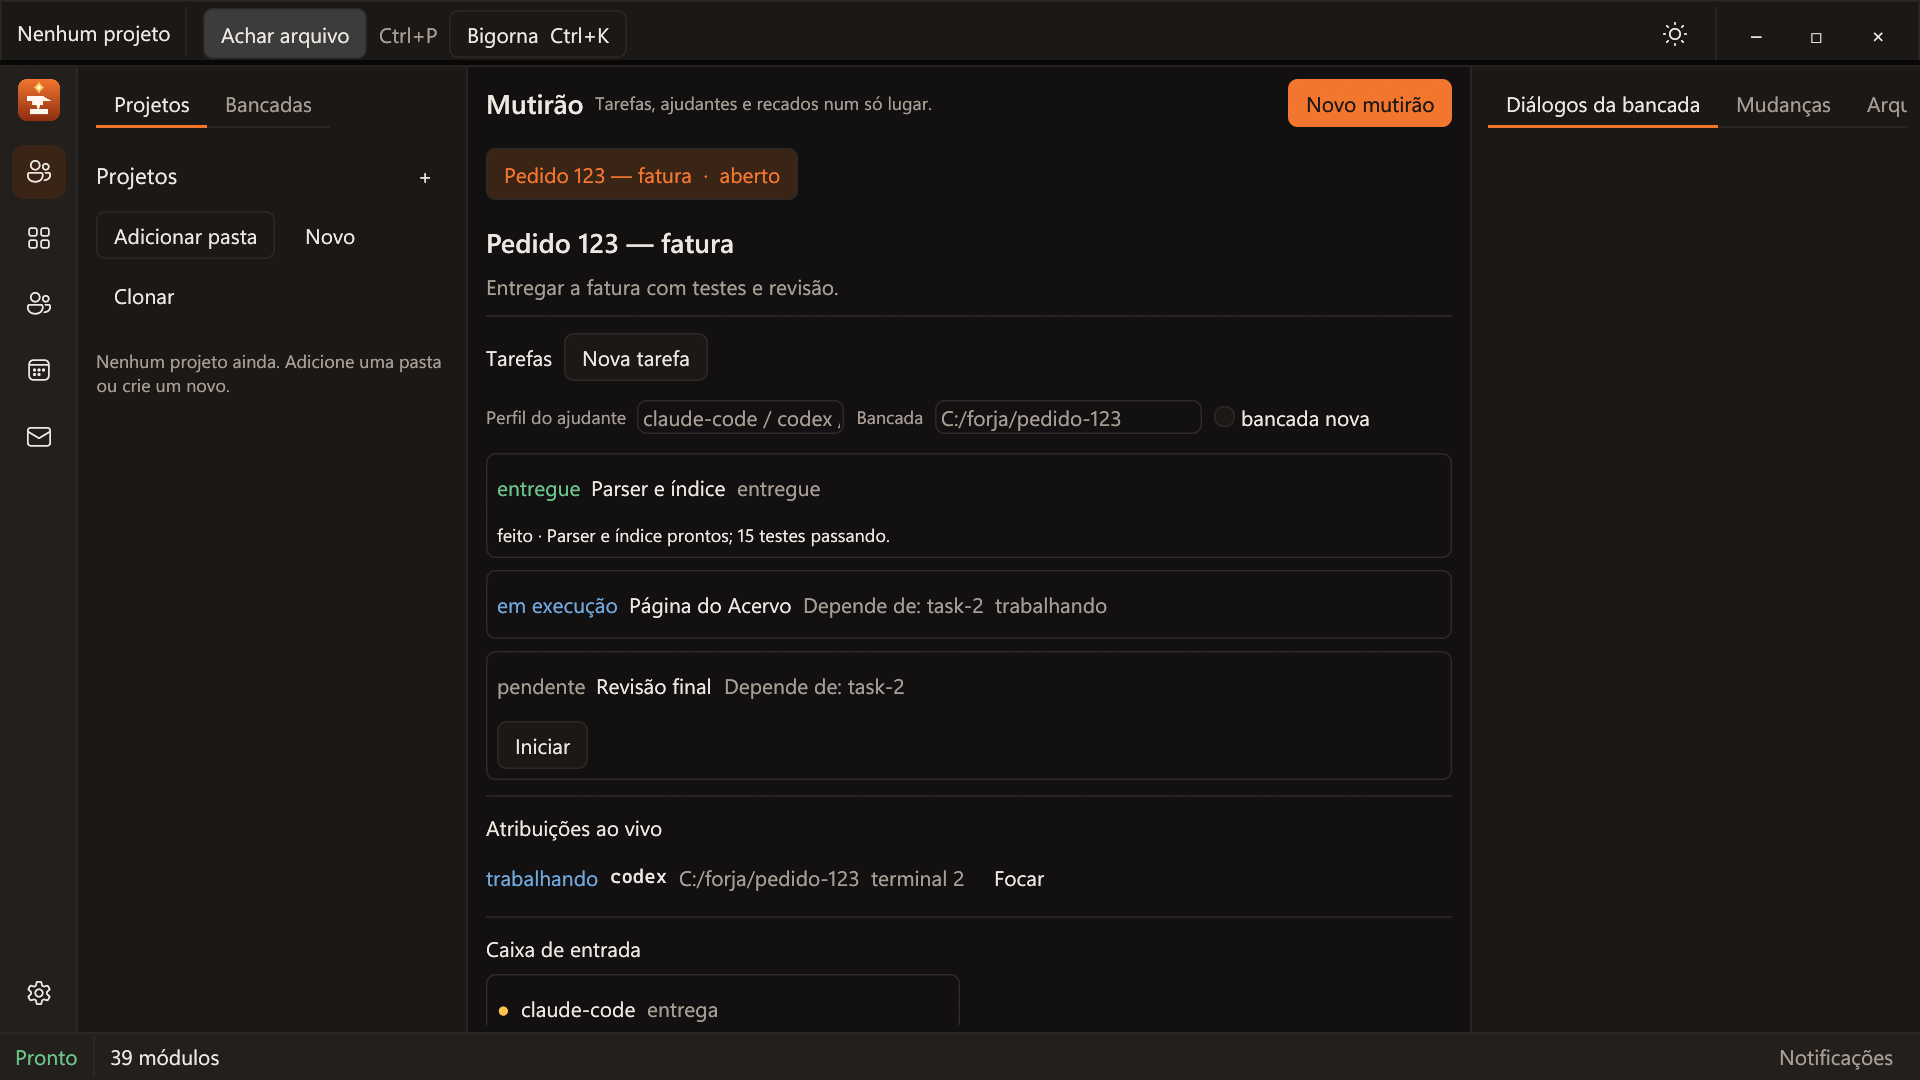 Nenhum projeto
Achar arquivo Ctrl+P
Bigorna Ctrl+K
Projetos Bancadas
Projetos +
Adicionar pasta Novo
Clonar
Nenhum projeto ainda. Adicione uma pasta
ou crie um novo.
Mutirão Tarefas, ajudantes e recados num só lugar.
Novo mutirão
Pedido 123 — fatura · aberto
Pedido 123 — fatura
Entregar a fatura com testes e revisão.
Tarefas Nova tarefa
Perfil do ajudante claude-code / codex / Bancada C:/forja/pedido-123 bancada nova
entregue Parser e índice entregue
feito · Parser e índice prontos; 15 testes passando.
em execução Página do Acervo Depende de: task-2 trabalhando
pendente Revisão final Depende de: task-2
Iniciar
Atribuições ao vivo
trabalhando codex C:/forja/pedido-123 terminal 2 Focar
Caixa de entrada
claude-code entrega
Diálogos da bancada Mudanças Arqu
Pronto 39 módulos
Notificações